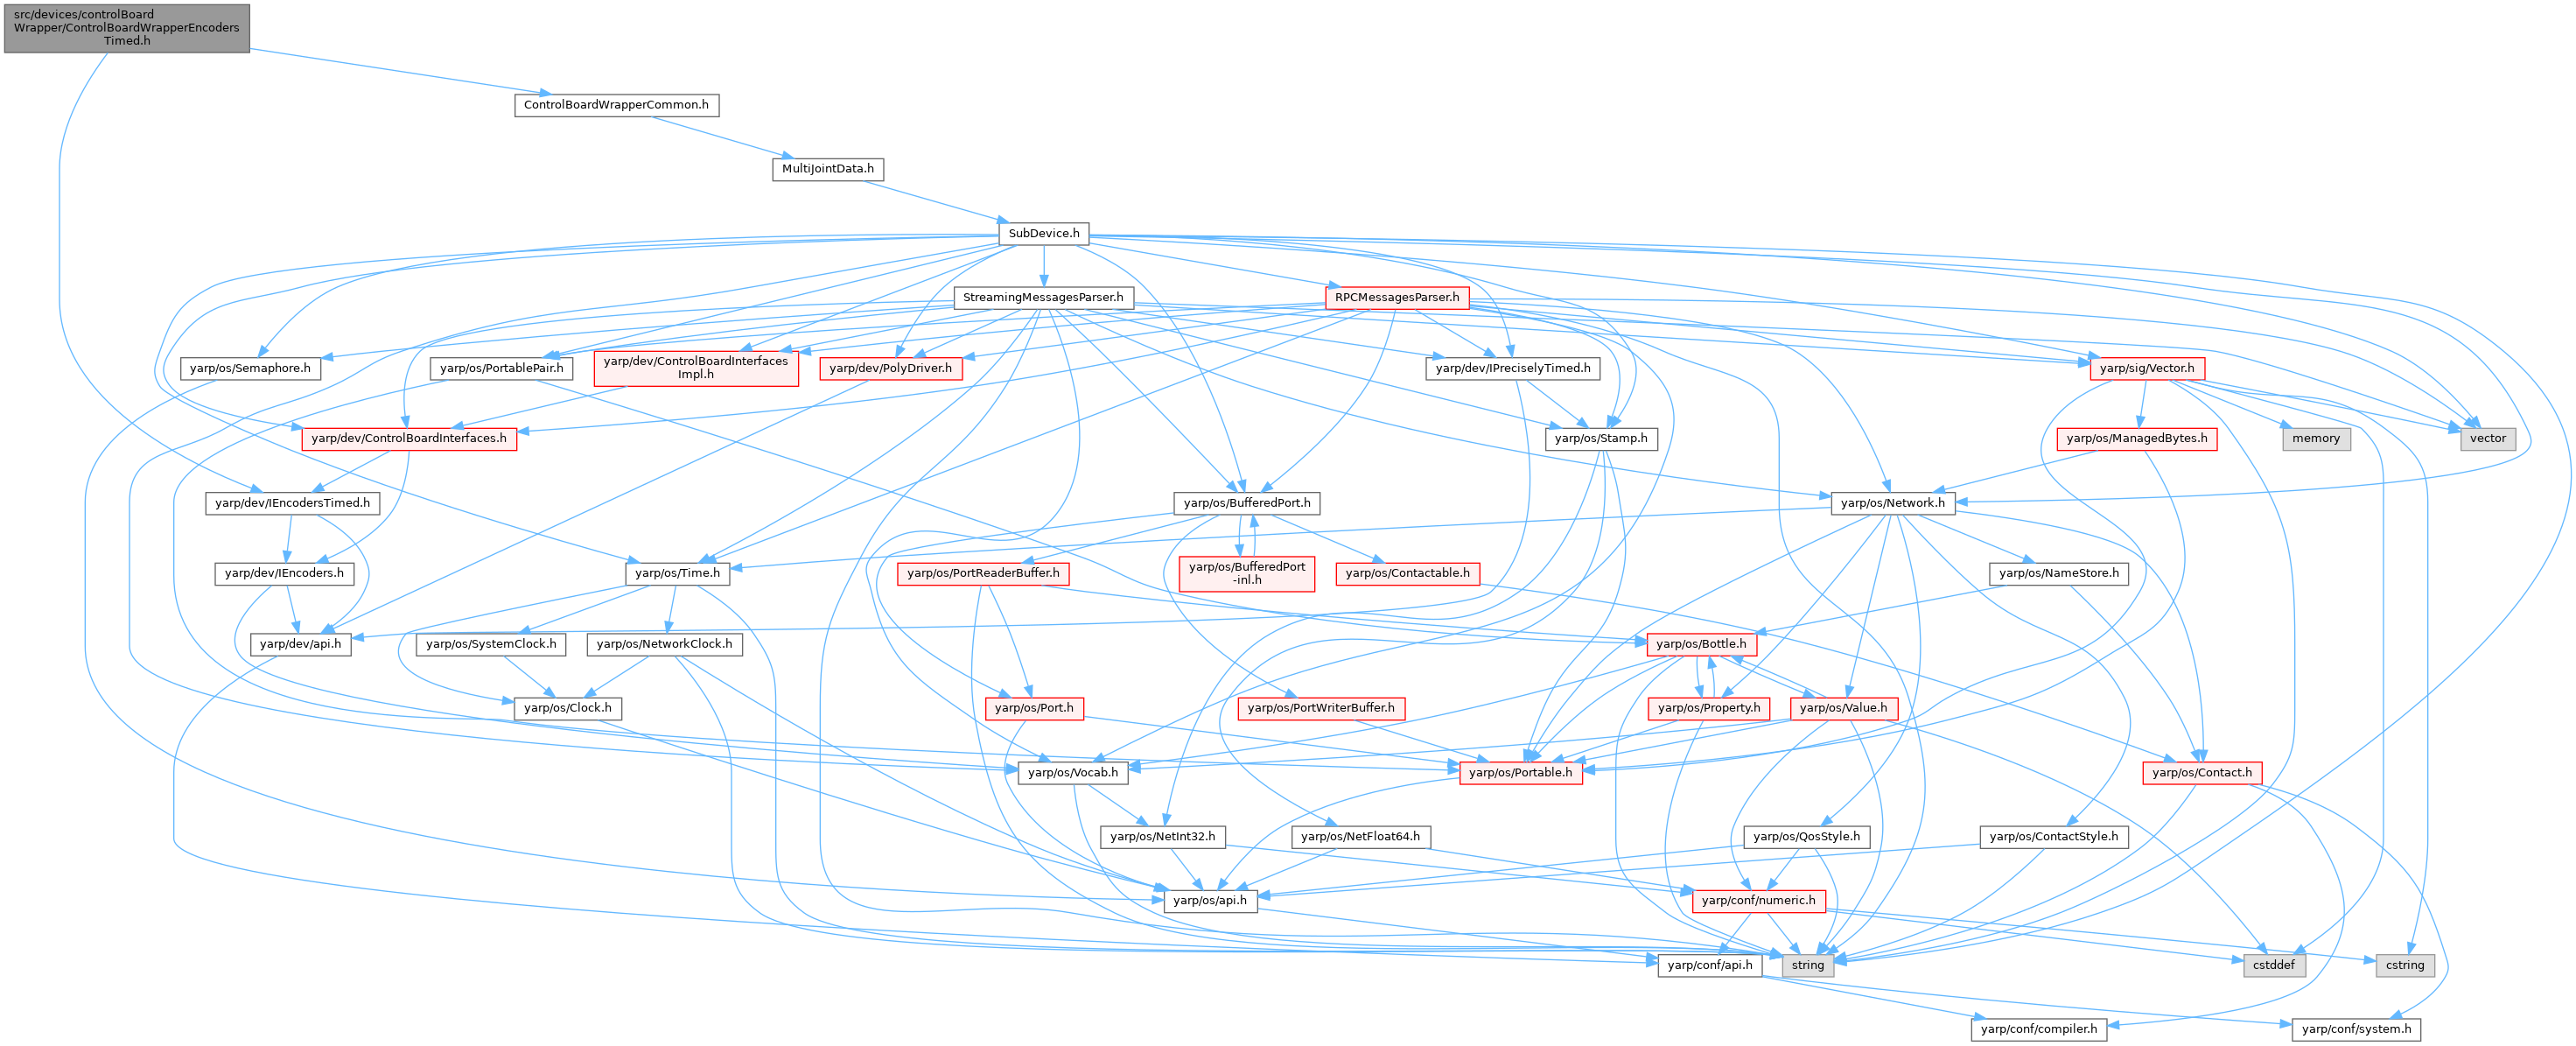 src/devices/controlBoard
Wrapper/ControlBoardWrapperEncoders
Timed.h
ControlBoardWrapperCommon.h
MultiJointData.h
SubDevice.h
StreamingMessagesParser.h
RPCMessagesParser.h
yarp/os/Semaphore.h
yarp/os/PortablePair.h
yarp/dev/ControlBoardInterfaces
Impl.h
yarp/dev/PolyDriver.h
yarp/dev/IPreciselyTimed.h
yarp/sig/Vector.h
yarp/dev/ControlBoardInterfaces.h
yarp/os/Stamp.h
yarp/os/ManagedBytes.h
memory
vector
yarp/dev/IEncodersTimed.h
yarp/os/BufferedPort.h
yarp/os/Network.h
yarp/dev/IEncoders.h
yarp/os/Time.h
yarp/os/PortReaderBuffer.h
yarp/os/BufferedPort
-inl.h
yarp/os/Contactable.h
yarp/os/NameStore.h
yarp/dev/api.h
yarp/os/SystemClock.h
yarp/os/NetworkClock.h
yarp/os/Bottle.h
yarp/os/Clock.h
yarp/os/Port.h
yarp/os/PortWriterBuffer.h
yarp/os/Property.h
yarp/os/Value.h
yarp/os/Vocab.h
yarp/os/Portable.h
yarp/os/Contact.h
yarp/os/NetInt32.h
yarp/os/NetFloat64.h
yarp/os/QosStyle.h
yarp/os/ContactStyle.h
yarp/os/api.h
yarp/conf/numeric.h
yarp/conf/api.h
string
cstddef
cstring
yarp/conf/compiler.h
yarp/conf/system.h